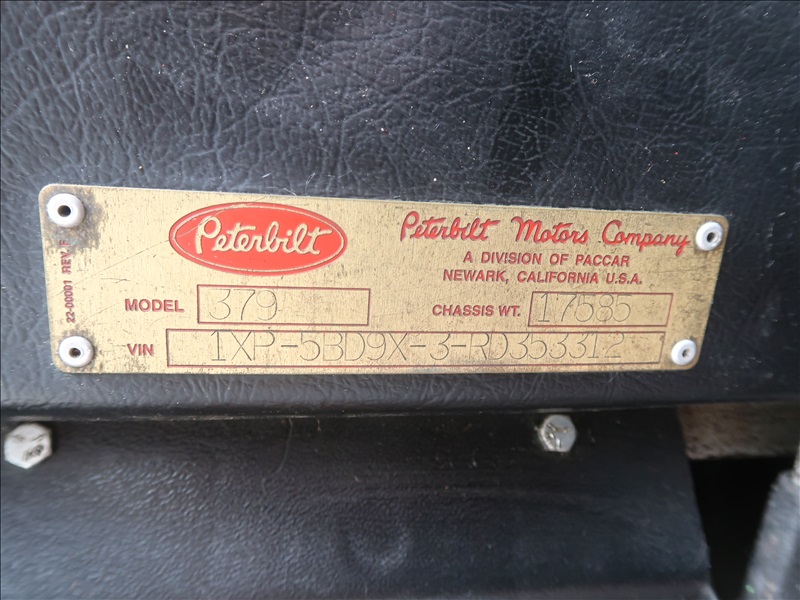 Peterbilt
Peterbilt Motors Company
A DIVISION OF PACCAR
NEWARK, CALIFORNIA U.S.A.
22-00001 REV. F
MODEL 379
CHASSIS WT. 17585
VIN 1XP-5BD9X-3-RD353312